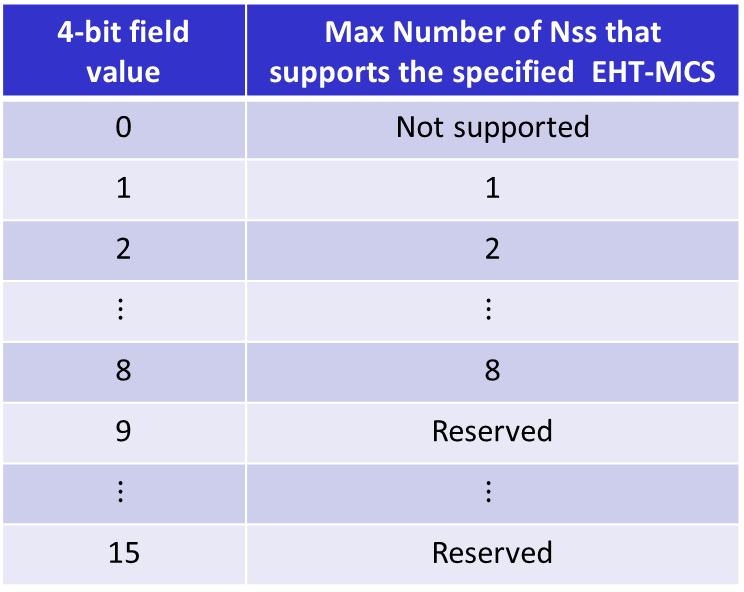 4-bit field value
Max Number of Nss that supports the specified EHT-MCS
0 Not supported
1 1
2 2
⋮ ⋮
8 8
9 Reserved
⋮ ⋮
15 Reserved